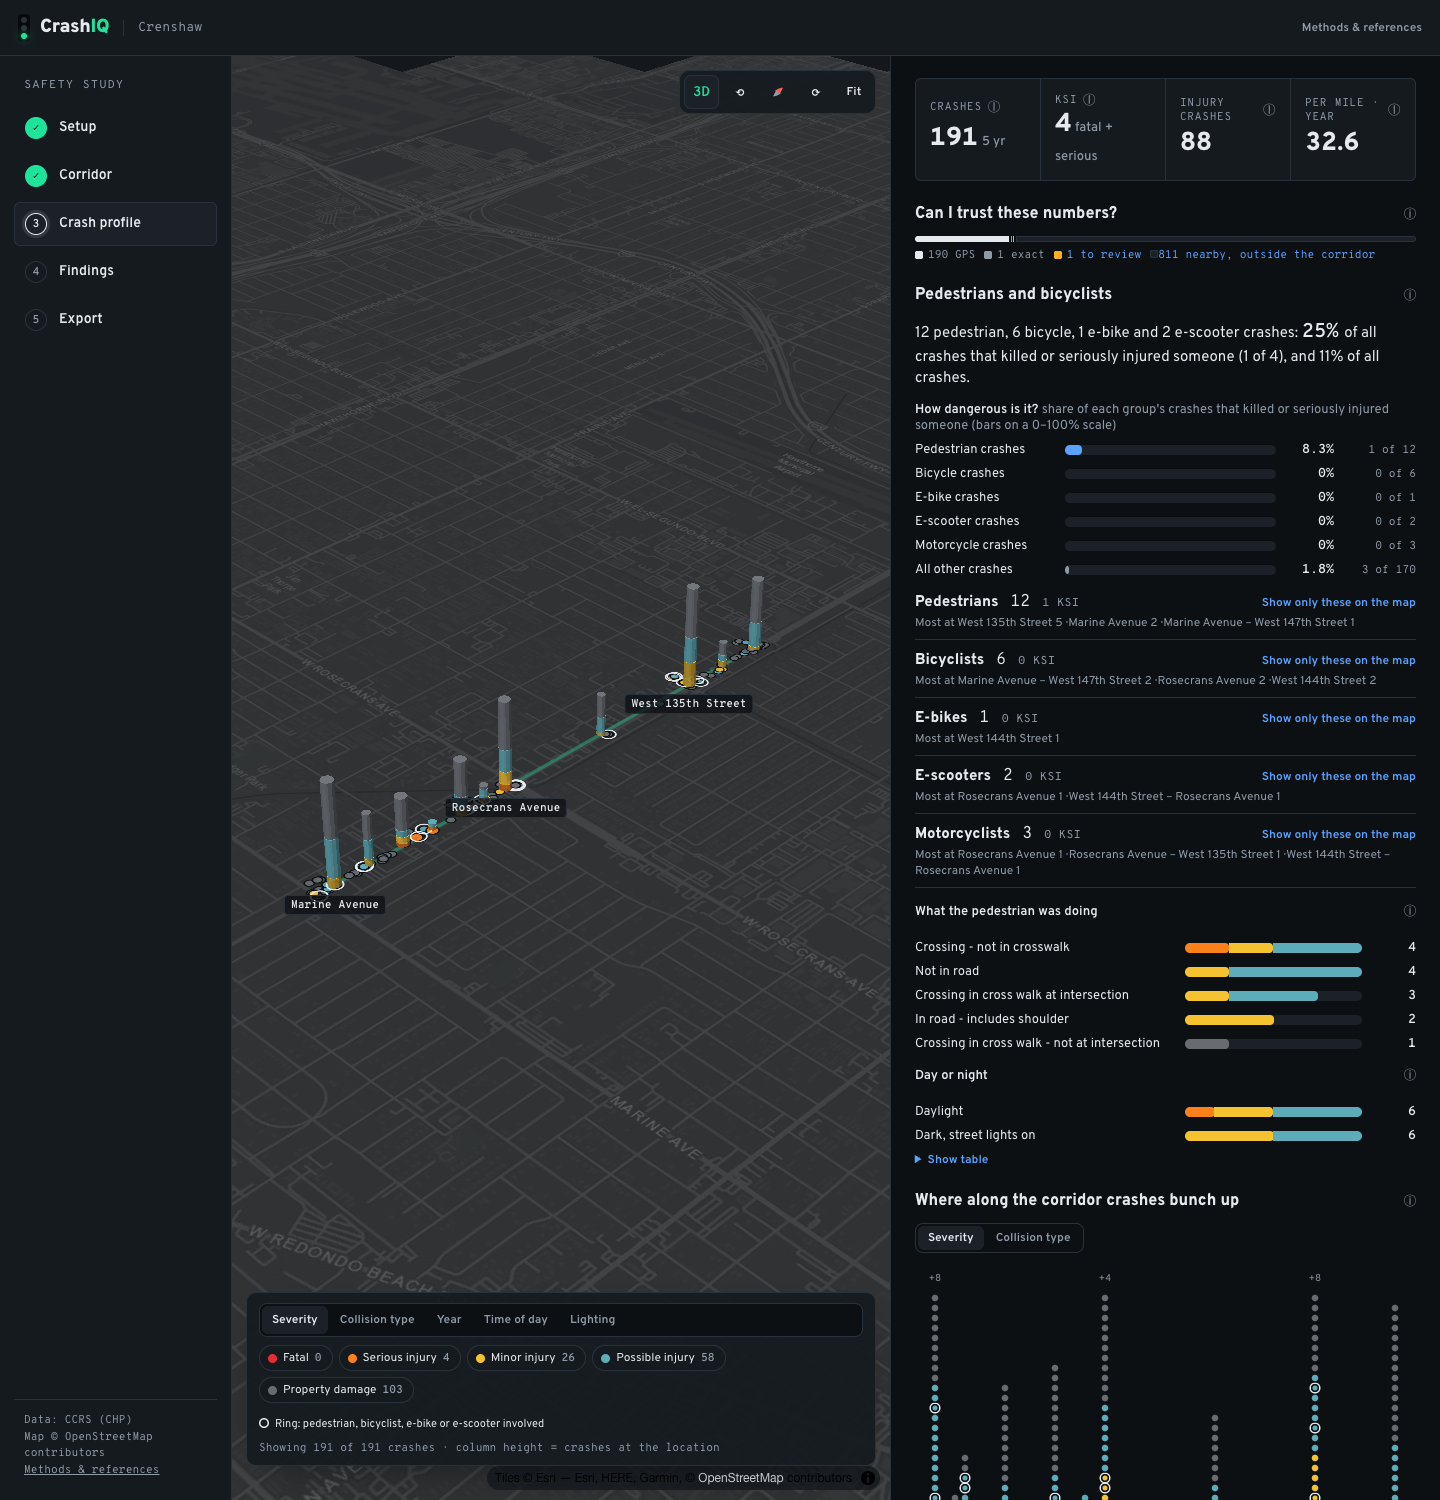 CrashIQ
Crenshaw
Methods & references
SAFETY STUDY
✓ Setup
✓ Corridor
3 Crash profile
4 Findings
5 Export
Data: CCRS (CHP)
Map © OpenStreetMap
contributors
Methods & references
3D
Fit
W ROSECRANS AVE
West 135th Street
Rosecrans Avenue
Marine Avenue
W-ROSECRANS-AVE
MARINE-AVE
W REDONDO-BEACH
Severity Collision type Year Time of day Lighting
Fatal 0 Serious injury 4 Minor injury 26 Possible injury 58
Property damage 103
Ring: pedestrian, bicyclist, e-bike or e-scooter involved
Showing 191 of 191 crashes · column height = crashes at the location
Tiles © Esri — Esri, HERE, Garmin, © OpenStreetMap contributors
CRASHES
191 5 yr
KSI
4 fatal +
serious
INJURY
CRASHES
88
PER MILE ·
YEAR
32.6
Can I trust these numbers?
190 GPS 1 exact 1 to review 811 nearby, outside the corridor
Pedestrians and bicyclists
12 pedestrian, 6 bicycle, 1 e-bike and 2 e-scooter crashes: 25% of all
crashes that killed or seriously injured someone (1 of 4), and 11% of all
crashes.
How dangerous is it? share of each group's crashes that killed or seriously injured
someone (bars on a 0–100% scale)
Pedestrian crashes 8.3% 1 of 12
Bicycle crashes 0% 0 of 6
E-bike crashes 0% 0 of 1
E-scooter crashes 0% 0 of 2
Motorcycle crashes 0% 0 of 3
All other crashes 1.8% 3 of 170
Pedestrians 12 1 KSI Show only these on the map
Most at West 135th Street 5 ·Marine Avenue 2 ·Marine Avenue – West 147th Street 1
Bicyclists 6 0 KSI Show only these on the map
Most at Marine Avenue – West 147th Street 2 ·Rosecrans Avenue 2 ·West 144th Street 2
E-bikes 1 0 KSI Show only these on the map
Most at West 144th Street 1
E-scooters 2 0 KSI Show only these on the map
Most at Rosecrans Avenue 1 ·West 144th Street – Rosecrans Avenue 1
Motorcyclists 3 0 KSI Show only these on the map
Most at Rosecrans Avenue 1 ·Rosecrans Avenue – West 135th Street 1 ·West 144th Street –
Rosecrans Avenue 1
What the pedestrian was doing
Crossing - not in crosswalk 4
Not in road 4
Crossing in cross walk at intersection 3
In road - includes shoulder 2
Crossing in cross walk - not at intersection 1
Day or night
Daylight 6
Dark, street lights on 6
Show table
Where along the corridor crashes bunch up
Severity Collision type
+8 +4 +8